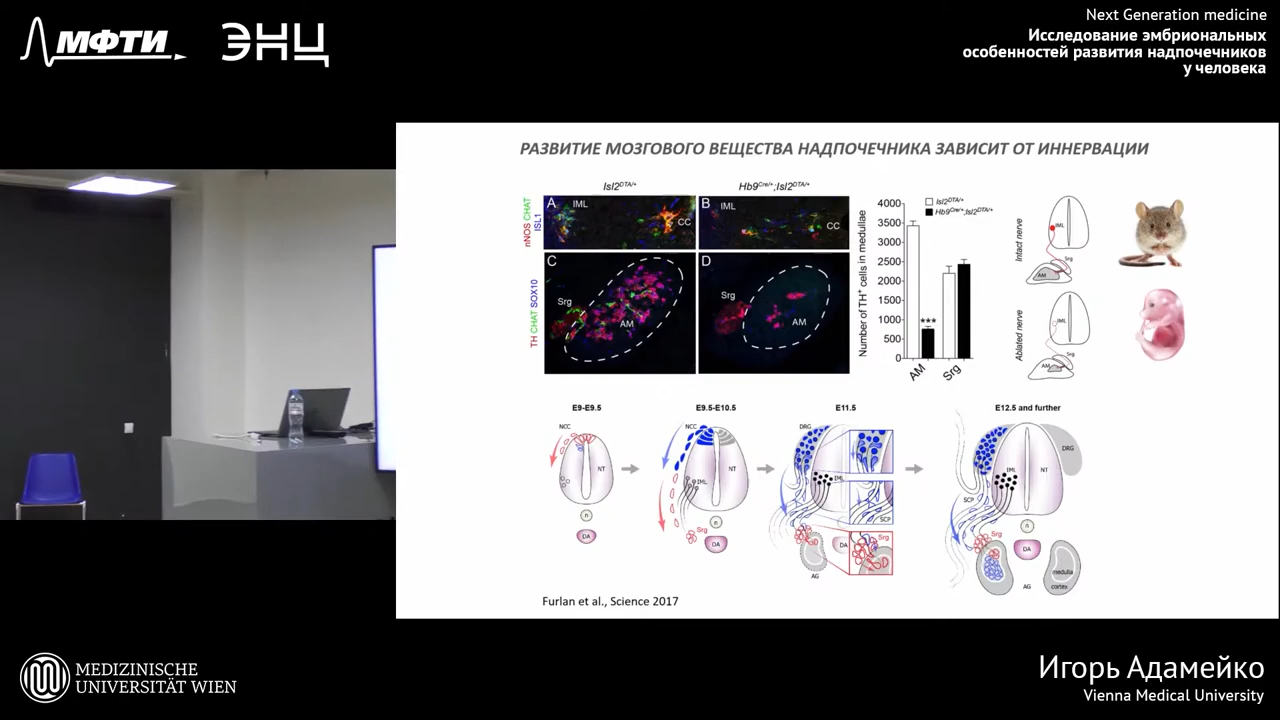 МФТИ
ЭНЦ
Next Generation medicine
Исследование эмбриональных
особенностей развития надпочечников
у человека
РАЗВИТИЕ МОЗГОВОГО ВЕЩЕСТВА НАДПОЧЕЧНИКА ЗАВИСИТ ОТ ИННЕРВАЦИИ
Isl2DTA/+
Hb9Cre/+;Isl2DTA/+
nNOS CHAT
ISL1
A
IML
CC
B
IML
CC
TH CHAT SOX10
C
Srg
AM
D
Srg
AM
Number of TH+ cells in medullae
4000
3500
3000
2500
2000
1500
1000
500
0
Isl2DTA/+
Hb9Cre/+;Isl2DTA/+
***
AM
Srg
Intact nerve
IML
Srg
AM
Ablated nerve
IML
Srg
AM
E9-E9.5
NCC
NT
n
DA
E9.5-E10.5
NCC
NT
IML
Srg
n
DA
E11.5
DRG
IML
SCP
Srg
DA
AG
E12.5 and further
DRG
IML
NT
SCP
Srg
n
DA
medulla
cortex
AG
Furlan et al., Science 2017
MEDIZINISCHE
UNIVERSITÄT WIEN
Игорь Адамейко
Vienna Medical University